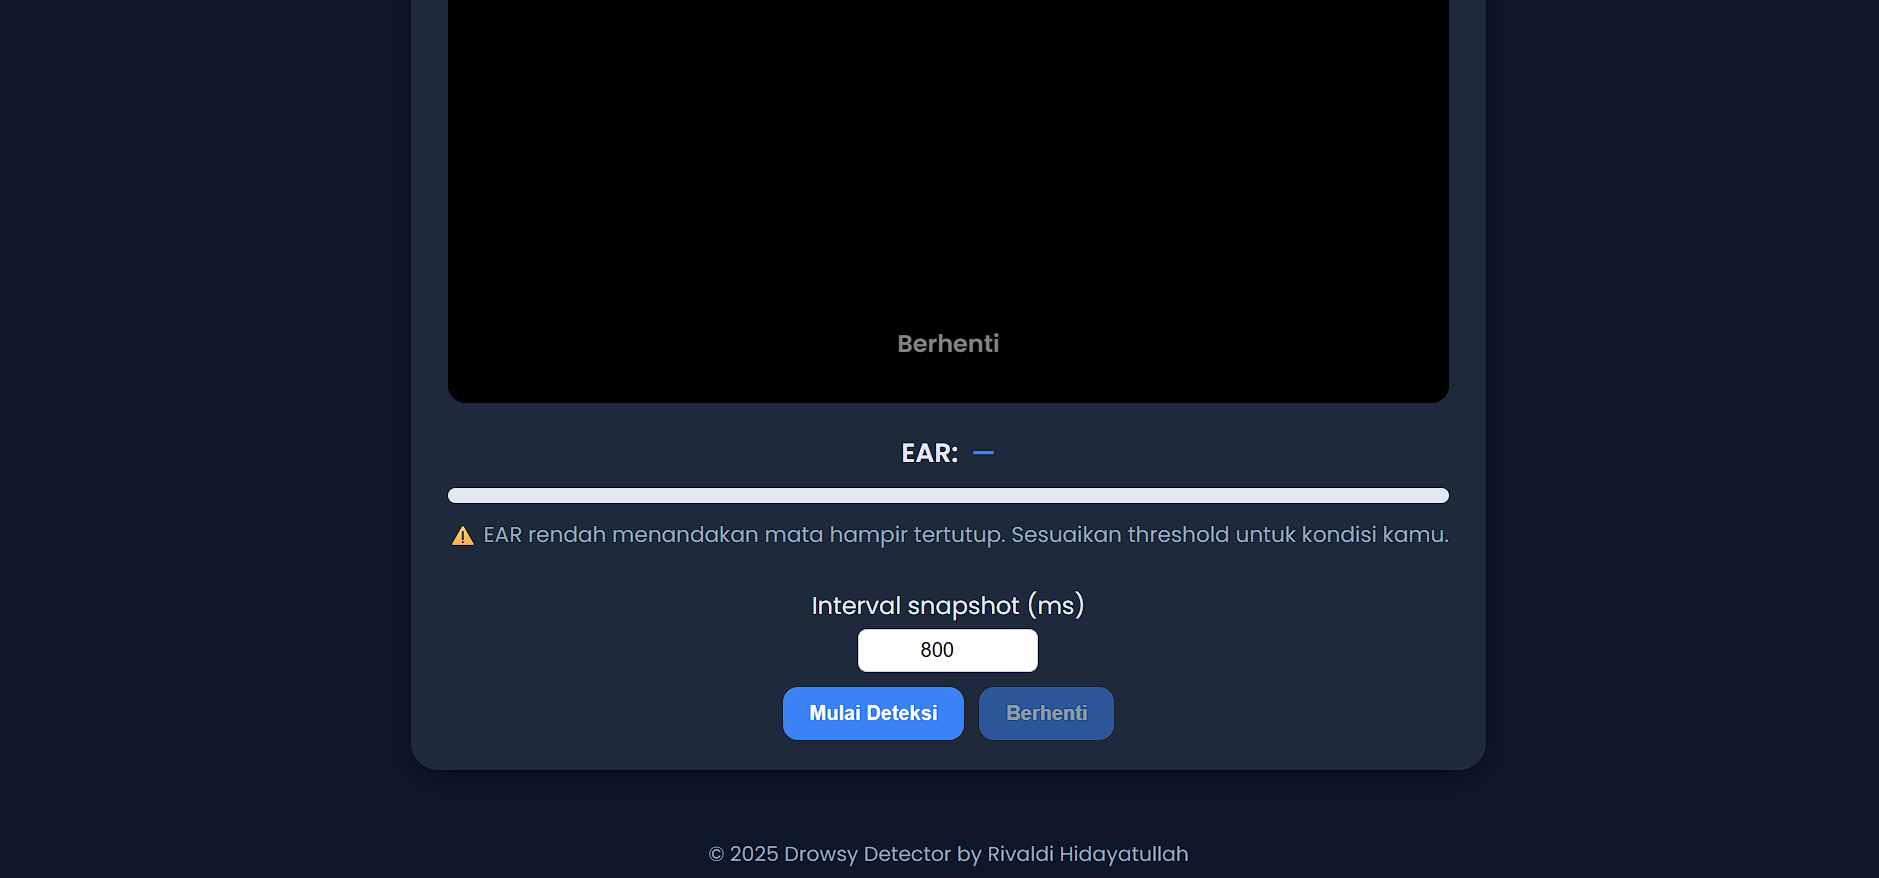 Berhenti
EAR: —
⚠️ EAR rendah menandakan mata hampir tertutup. Sesuaikan threshold untuk kondisi kamu.
Interval snapshot (ms)
800
Mulai Deteksi
Berhenti
© 2025 Drowsy Detector by Rivaldi Hidayatullah